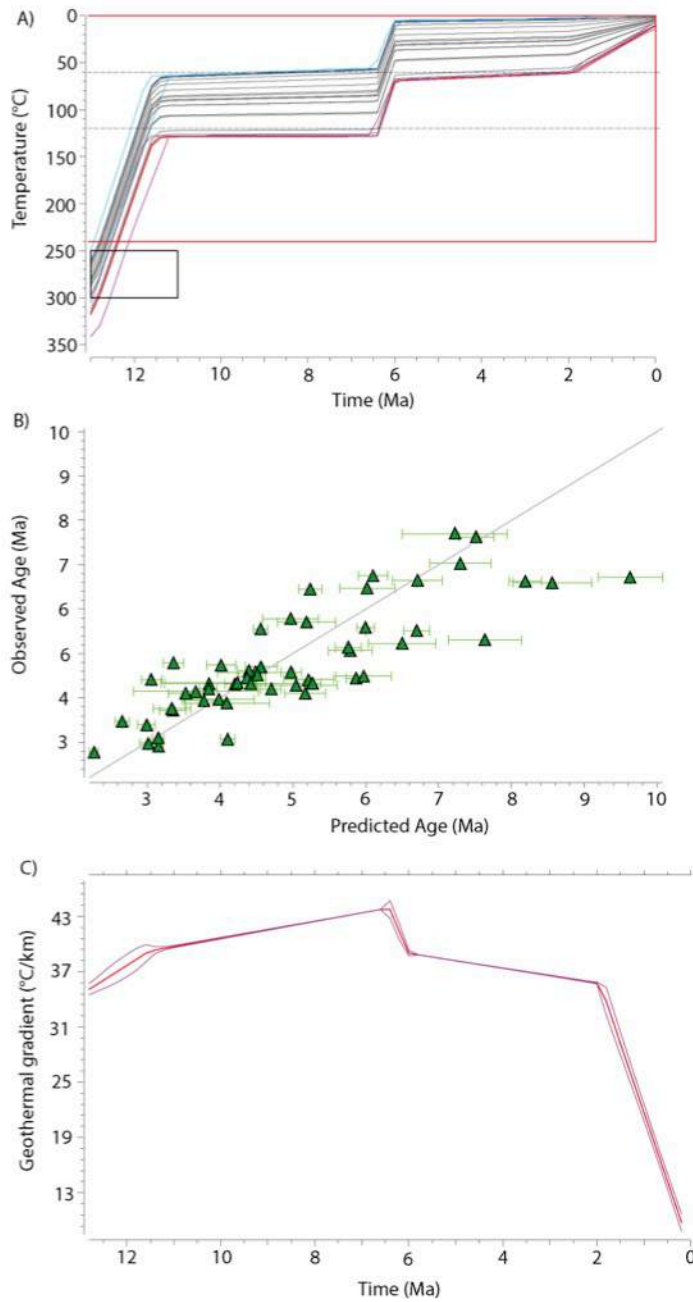 A)
0
50
100
150
200
250
300
350
Temperature (°C)
12 10 8 6 4 2 0
Time (Ma)
B)
10
9
8
7
6
6
4
3
Observed Age (Ma)
3 4 5 6 7 8 9 10
Predicted Age (Ma)
C)
43
37
31
25
19
13
Geothermal gradient (°C/km)
12 10 8 6 4 2 0
Time (Ma)